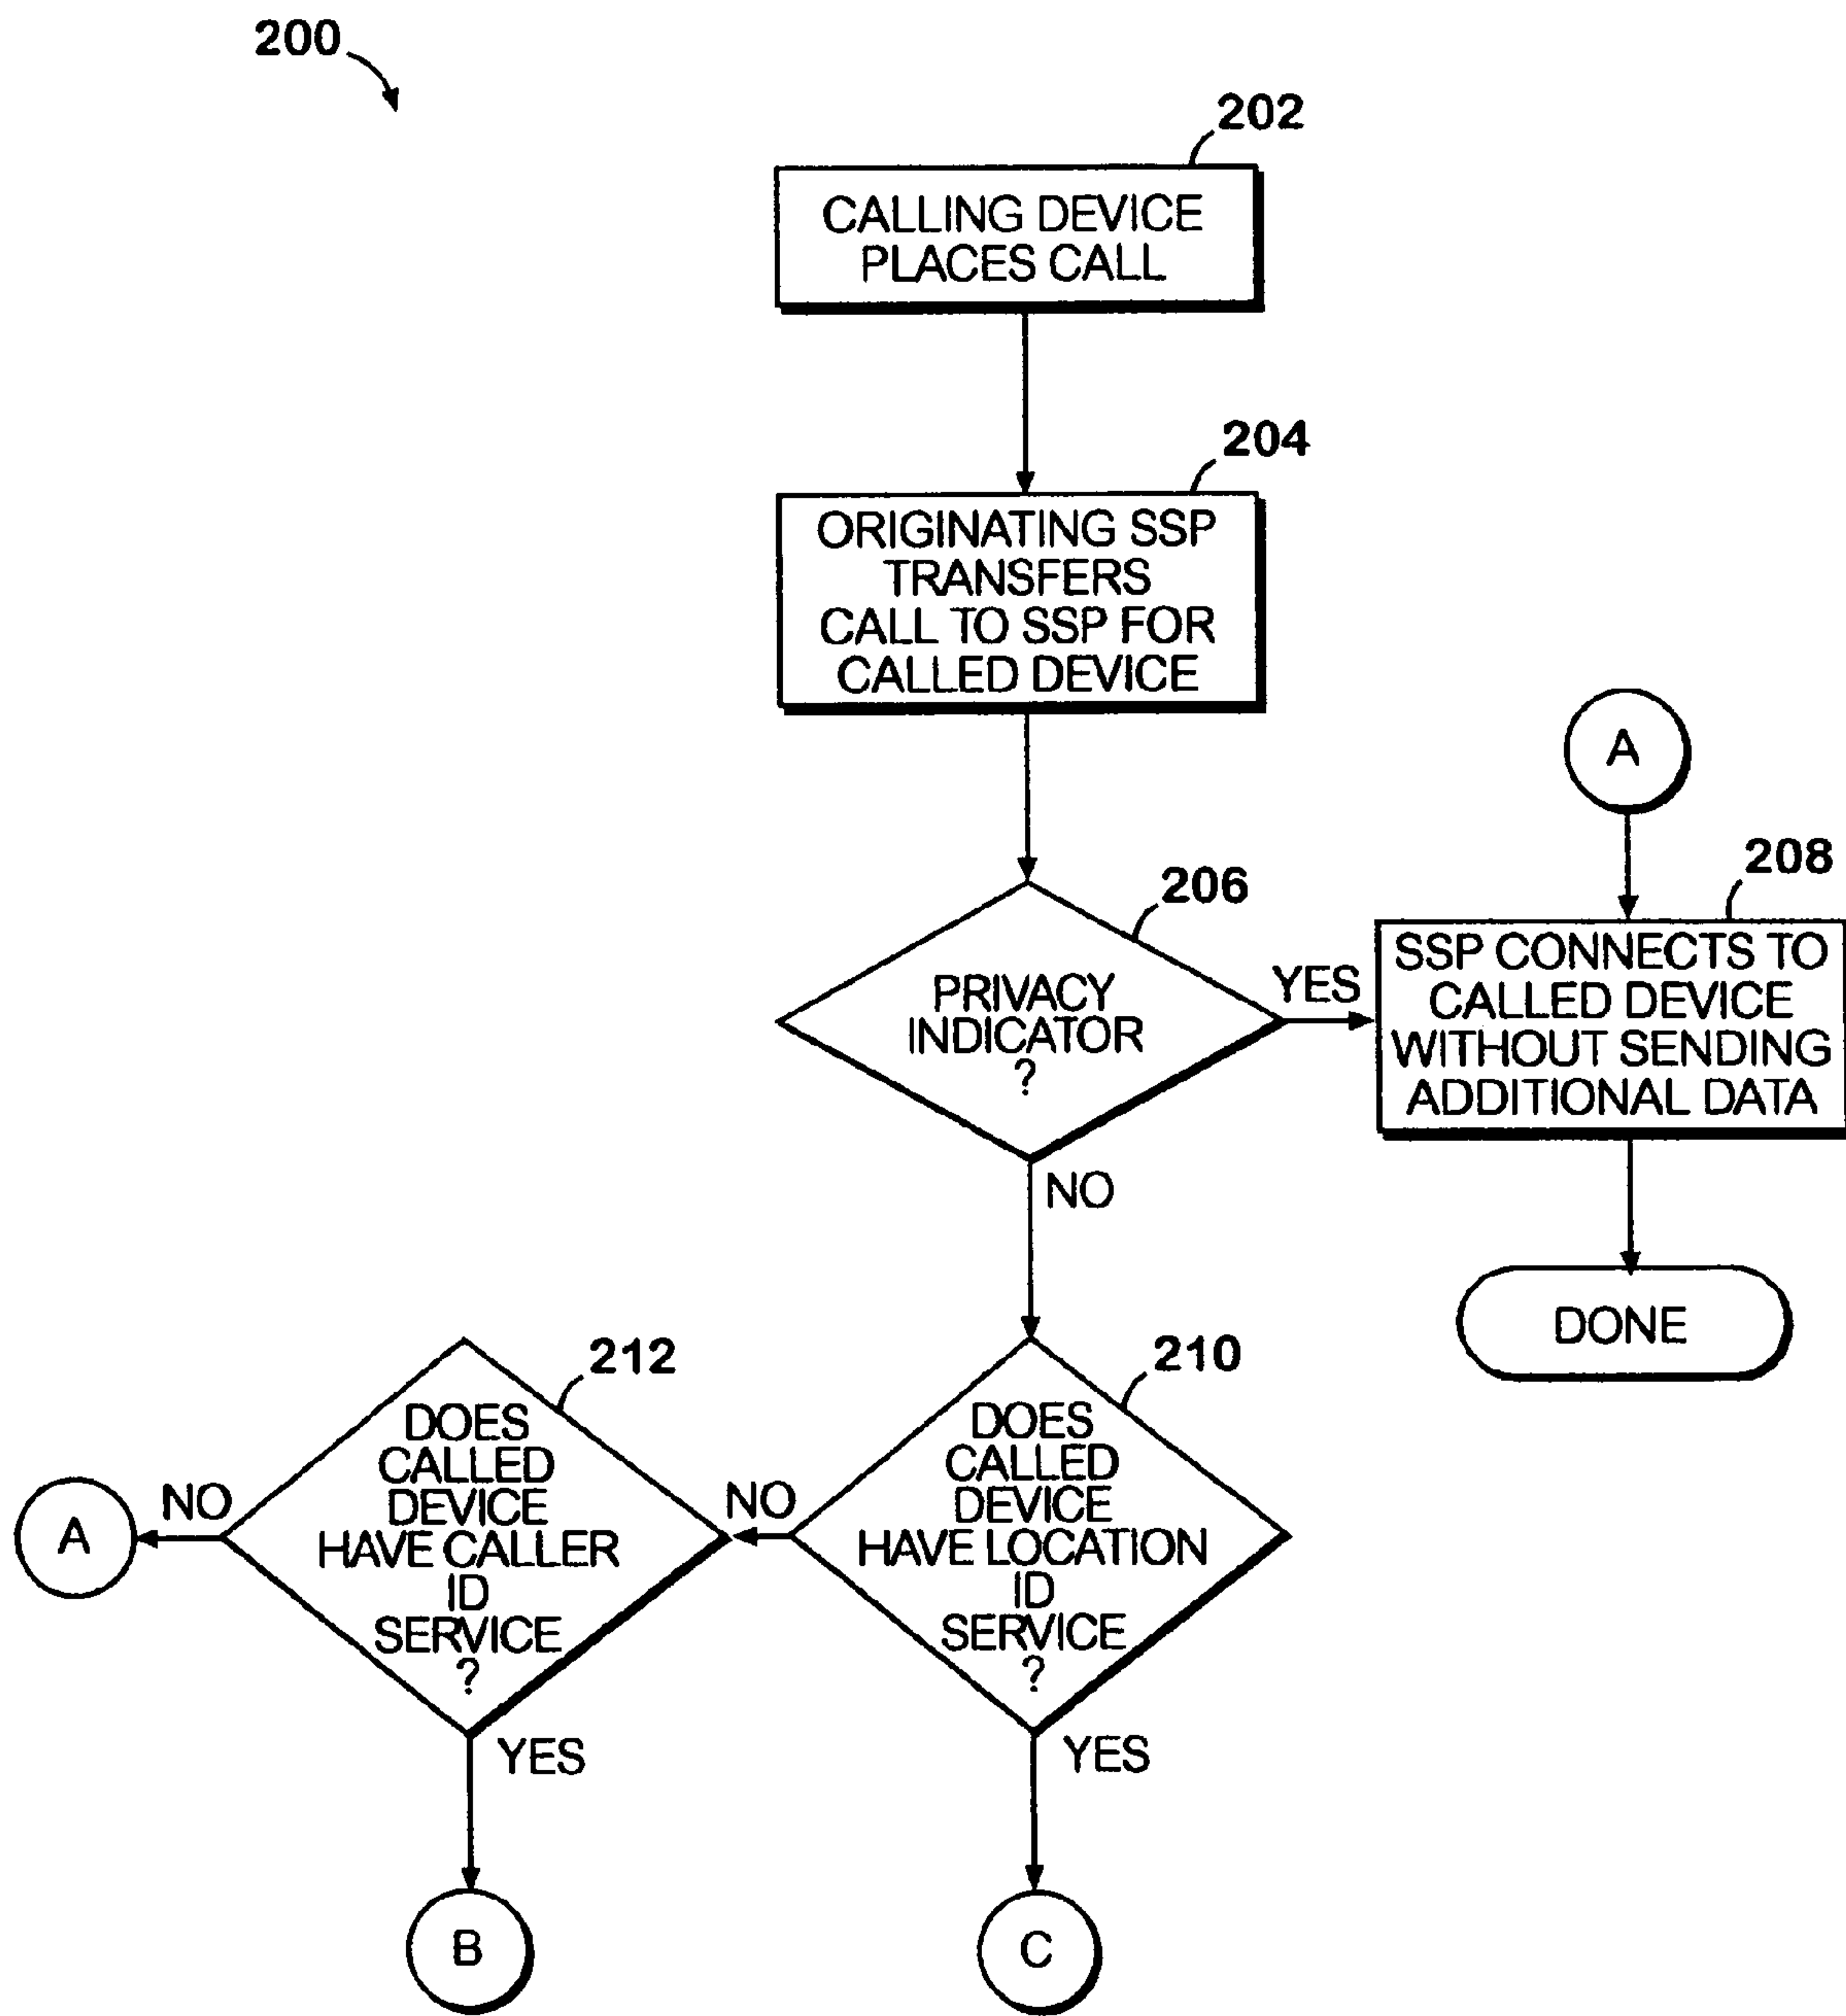 200
202
CALLING DEVICE
PLACES CALL
204
ORIGINATING SSP
TRANSFERS
CALL TO SSP FOR
CALLED DEVICE
A
206
PRIVACY
INDICATOR
?
YES
NO
208
SSP CONNECTS TO
CALLED DEVICE
WITHOUT SENDING
ADDITIONAL DATA
DONE
210
DOES
CALLED
DEVICE
HAVE LOCATION
ID
SERVICE
?
NO
YES
212
DOES
CALLED
DEVICE
HAVE CALLER
ID
SERVICE
?
NO
A
YES
B
C